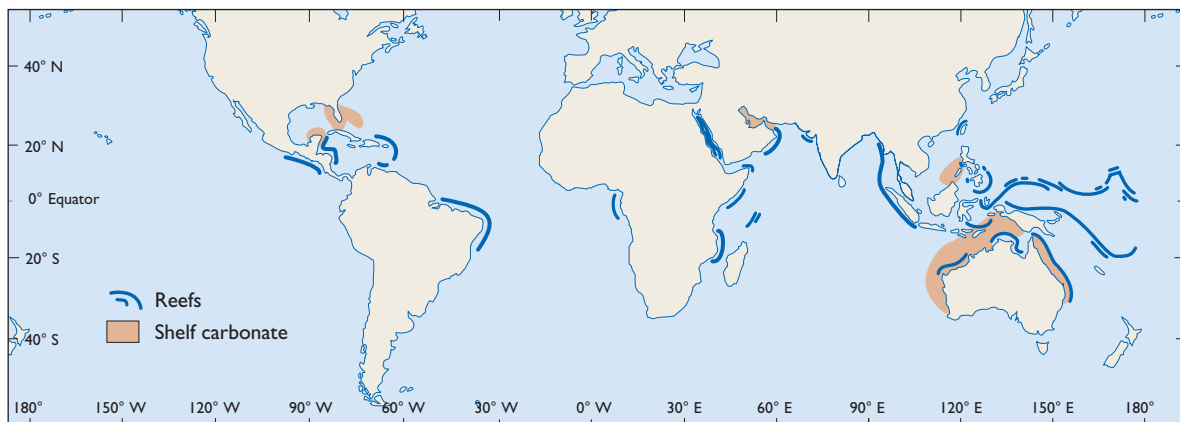 40° N
20° N
0° Equator
20° S
Reefs
Shelf carbonate
40° S
180° 150° W 120° W 90° W 60° W 30° W 0° W 30° E 60° E 90° E 120° E 150° E 180°